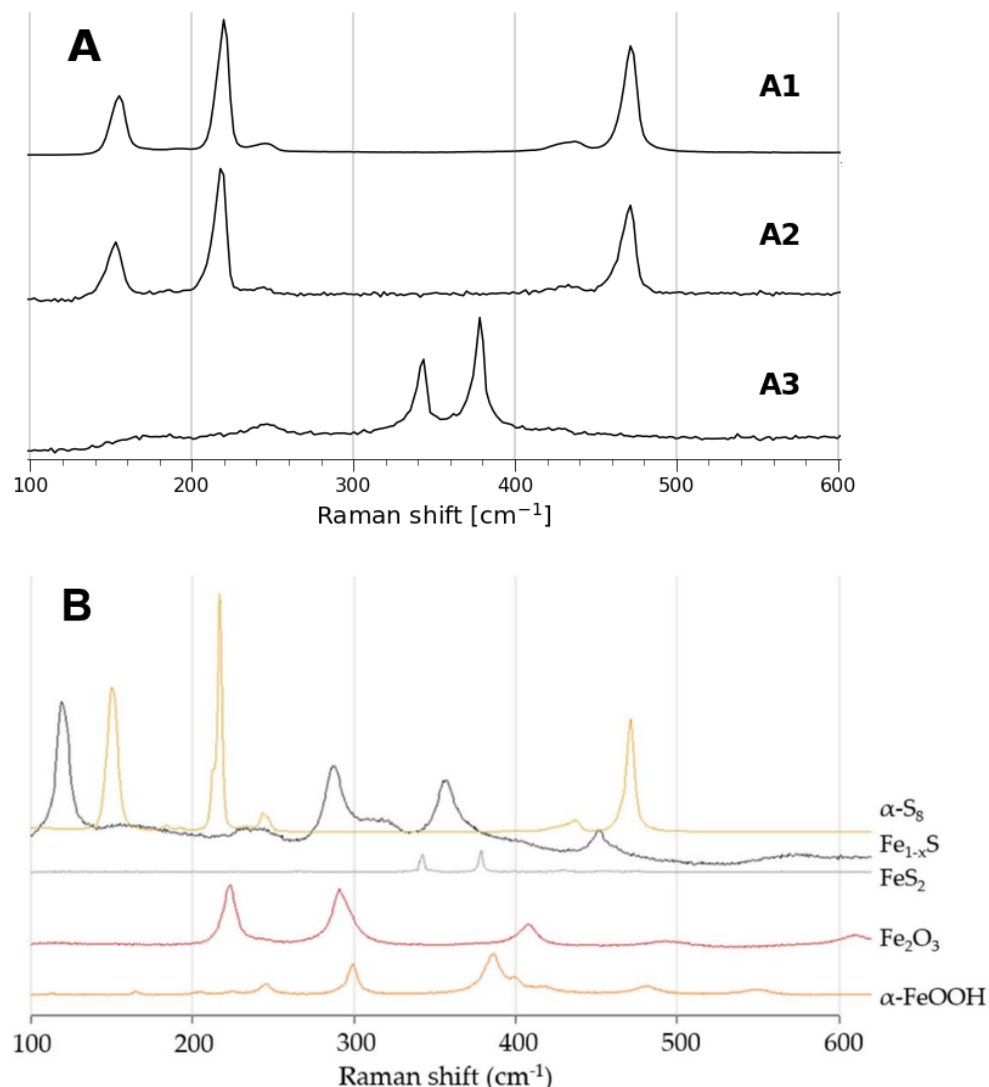 A
A1
A2
A3
100 200 300 400 500 600
Raman shift [cm⁻¹]
B
α-S₈
Fe₁₋ₓS
FeS₂
Fe₂O₃
α-FeOOH
100 200 300 400 500 600
Raman shift (cm⁻¹)